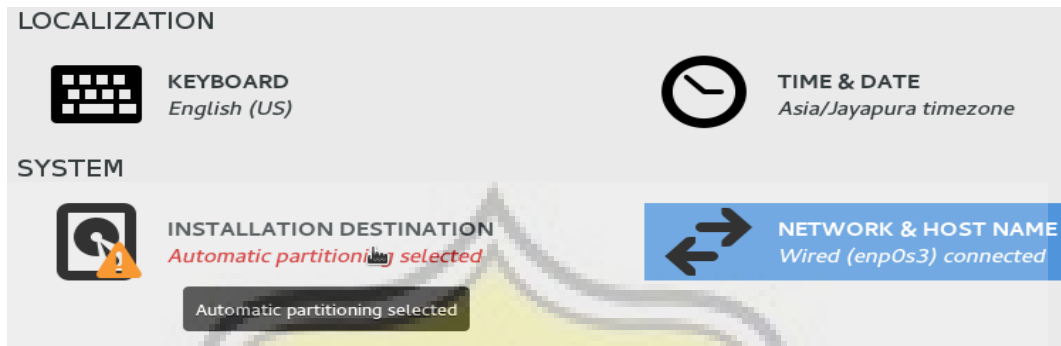 LOCALIZATION
KEYBOARD
English (US)
TIME & DATE
Asia/Jayapura timezone
SYSTEM
INSTALLATION DESTINATION
Automatic partitioning selected
Automatic partitioning selected
NETWORK & HOST NAME
Wired (enp0s3) connected